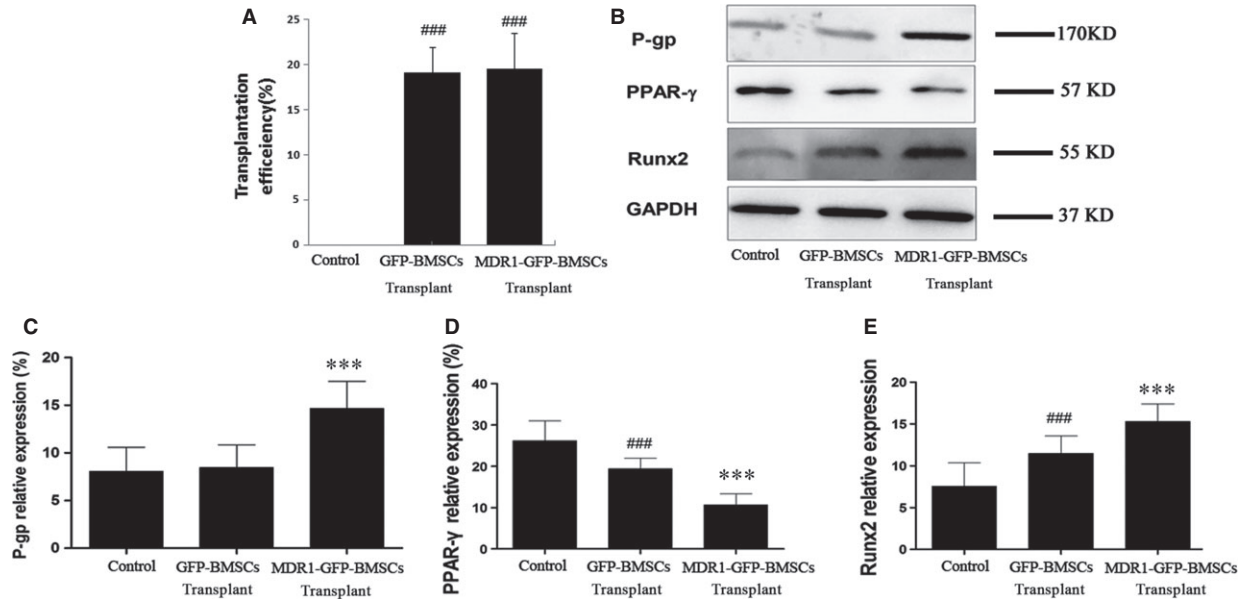 A
Transplantation
efficeiency(%)
25
20
15
10
5
0
###
###
Control
GFP-BMSCs
Transplant
MDR1-GFP-BMSCs
Transplant
B
P-gp
170KD
PPAR-γ
57 KD
Runx2
55 KD
GAPDH
37 KD
Control
GFP-BMSCs
Transplant
MDR1-GFP-BMSCs
Transplant
C
P-gp relative expression (%)
20
15
10
5
0
***
Control
GFP-BMSCs
Transplant
MDR1-GFP-BMSCs
Transplant
D
PPAR-γ relative expression (%)
40
30
20
10
0
###
***
Control
GFP-BMSCs
Transplant
MDR1-GFP-BMSCs
Transplant
E
Runx2 relative expression
20
15
10
5
0
###
***
Control
GFP-BMSCs
Transplant
MDR1-GFP-BMSCs
Transplant